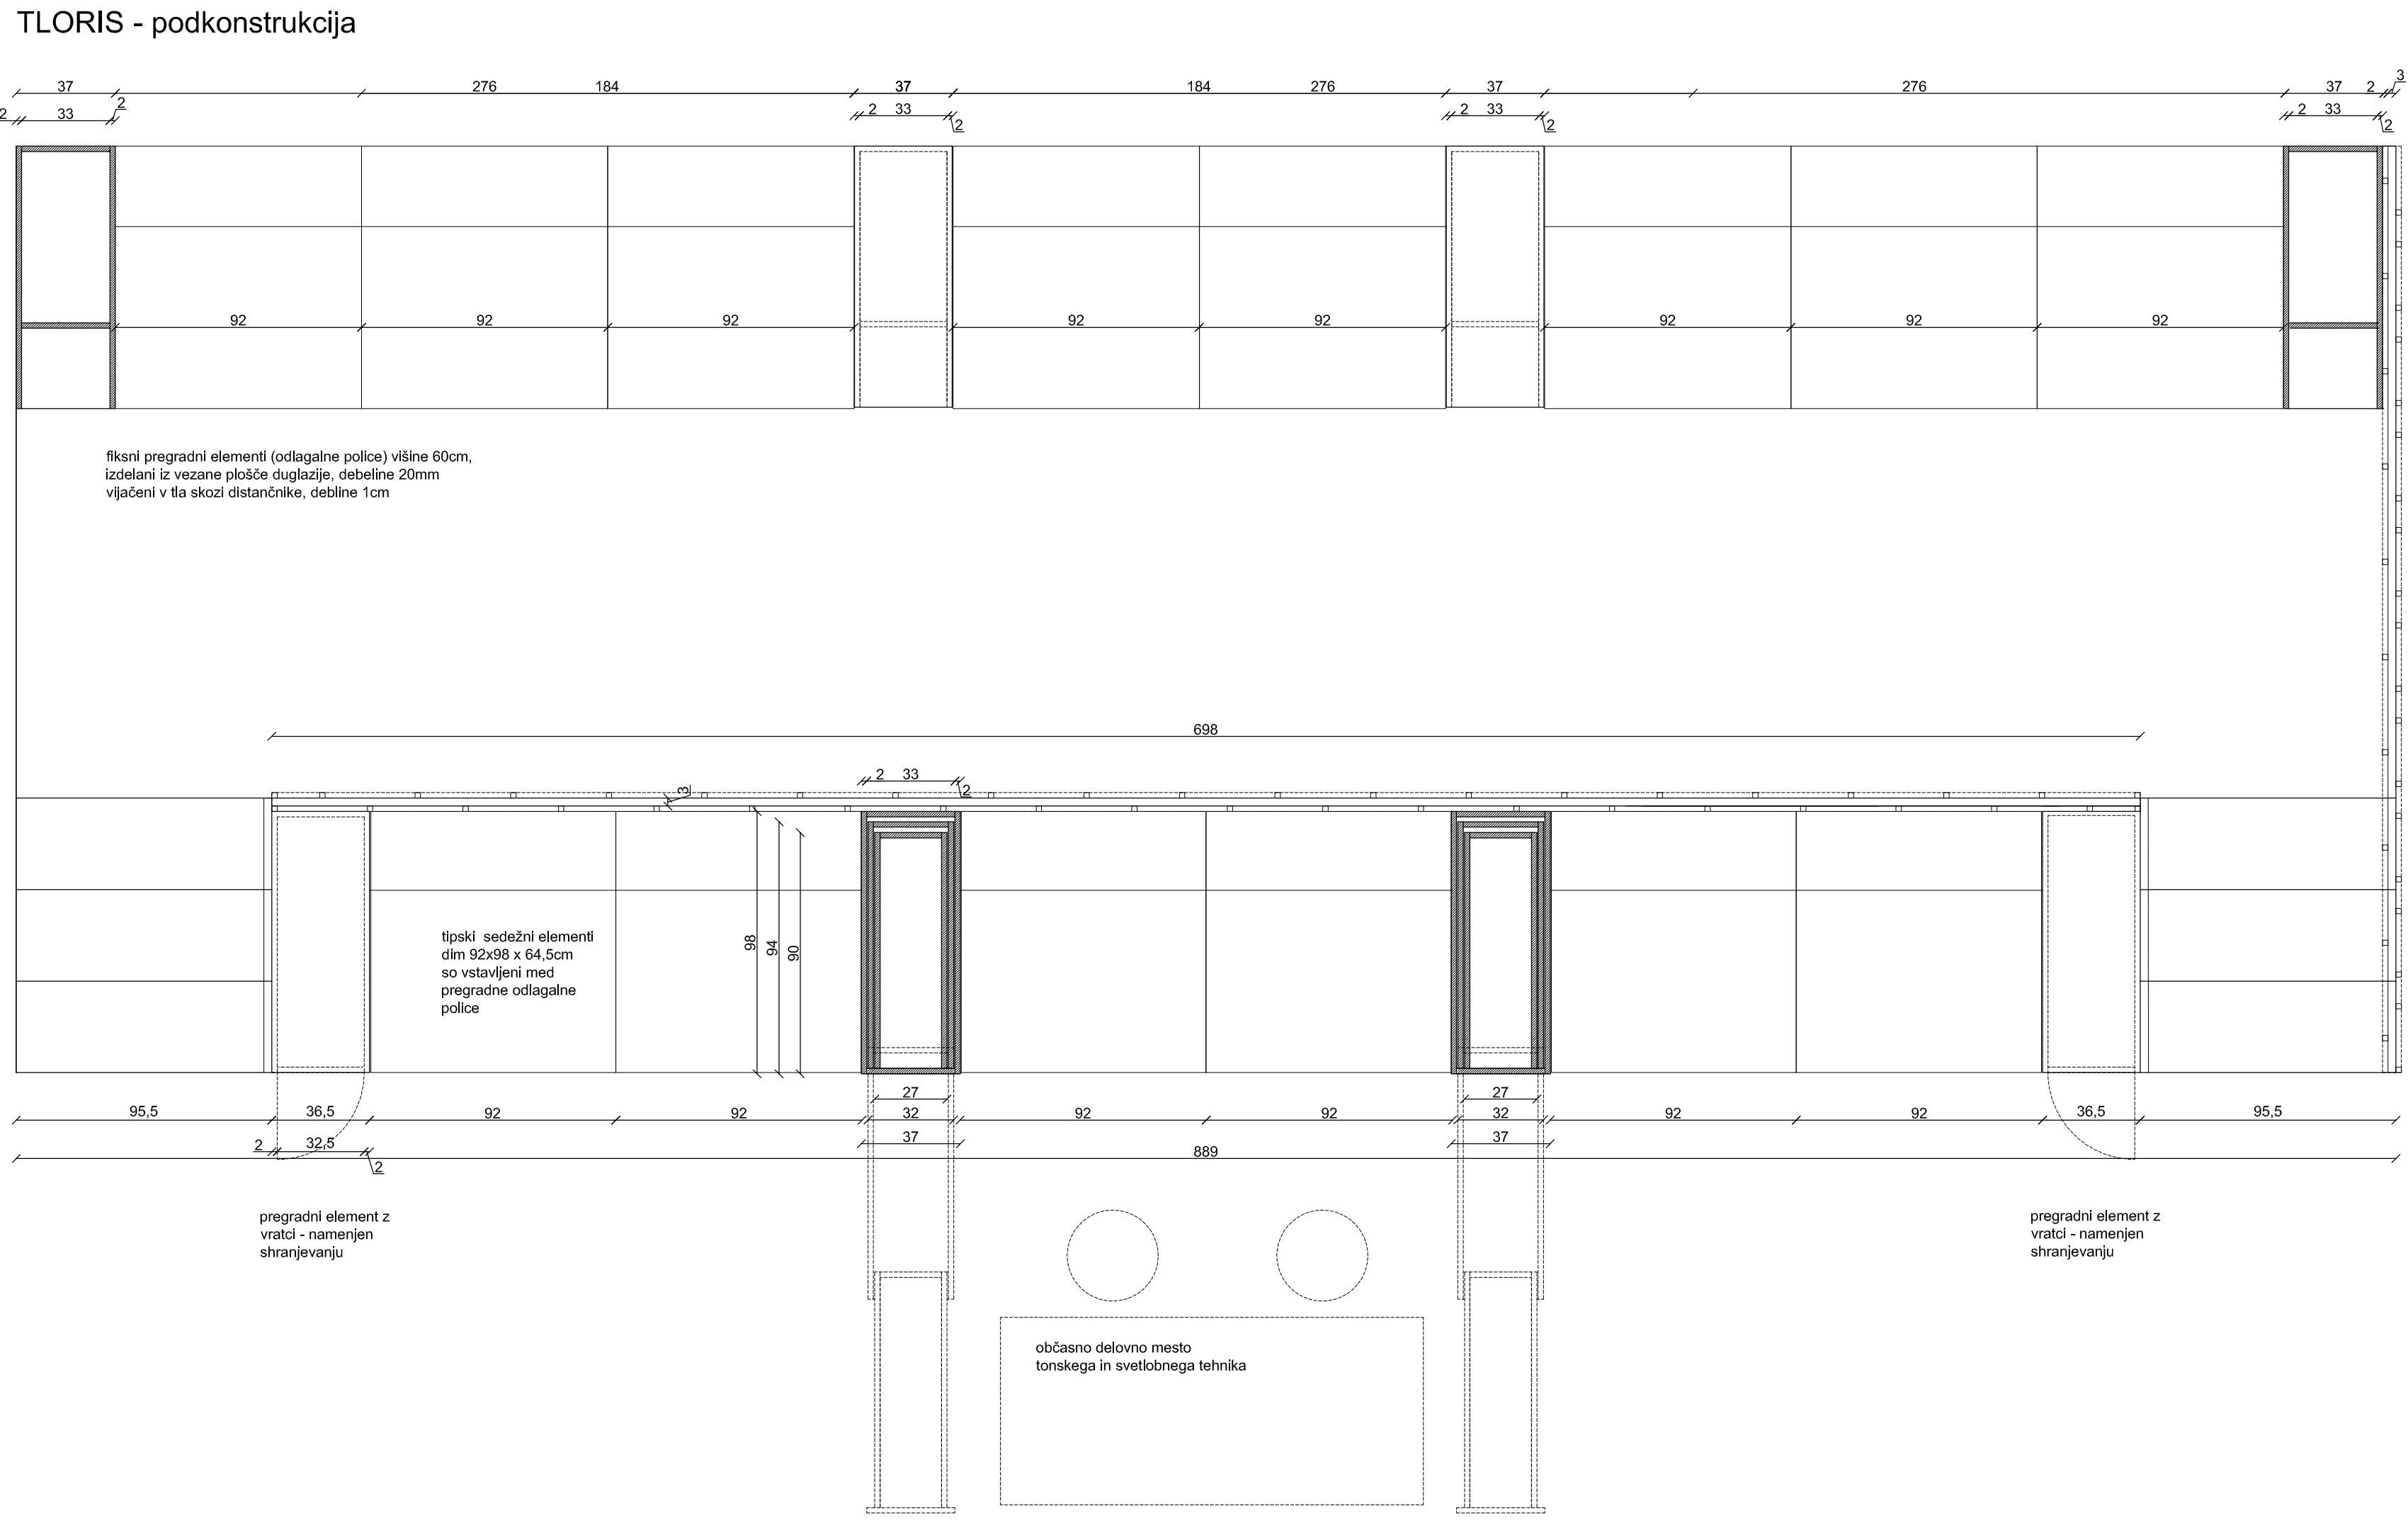 TLORIS - podkonstrukcija
37 276 184 37 184 276 37 276 37 2 3
2 33 2 2 33 2 2 33 2 2 33 2
92 92 92 92 92 92 92 92
fiksni pregradni elementi (odlagalne police) višine 60cm,
izdelani iz vezane plošče duglazije, debeline 20mm
vijačeni v tla skozi distančnike, debline 1cm
698
2 33 2
3
98 94 90
tipski sedežni elementi
dim 92x98 x 64,5cm
so vstavljeni med
pregradne odlagalne
police
27 27
95,5 36,5 92 92 32 92 92 32 92 92 36,5 95,5
2 32,5 2 37 37
889
pregradni element z
vratci - namenjen
shranjevanju
pregradni element z
vratci - namenjen
shranjevanju
občasno delovno mesto
tonskega in svetlobnega tehnika